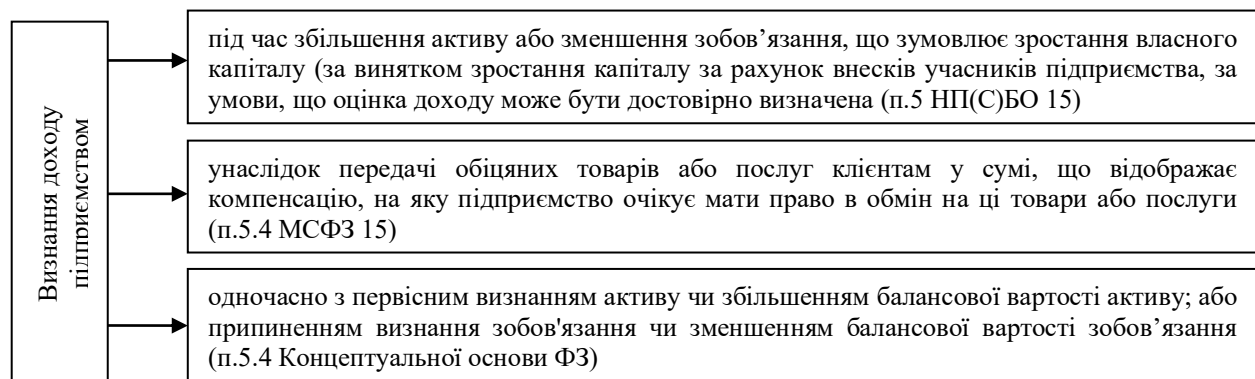 Визнання доходу
підприємством
під час збільшення активу або зменшення зобов’язання, що зумовлює зростання власного
капіталу (за винятком зростання капіталу за рахунок внесків учасників підприємства, за
умови, що оцінка доходу може бути достовірно визначена (п.5 НП(С)БО 15)
унаслідок передачі обіцяних товарів або послуг клієнтам у сумі, що відображає
компенсацію, на яку підприємство очікує мати право в обмін на ці товари або послуги
(п.5.4 МСФЗ 15)
одночасно з первісним визнанням активу чи збільшенням балансової вартості активу; або
припиненням визнання зобов'язання чи зменшенням балансової вартості зобов’язання
(п.5.4 Концептуальної основи ФЗ)